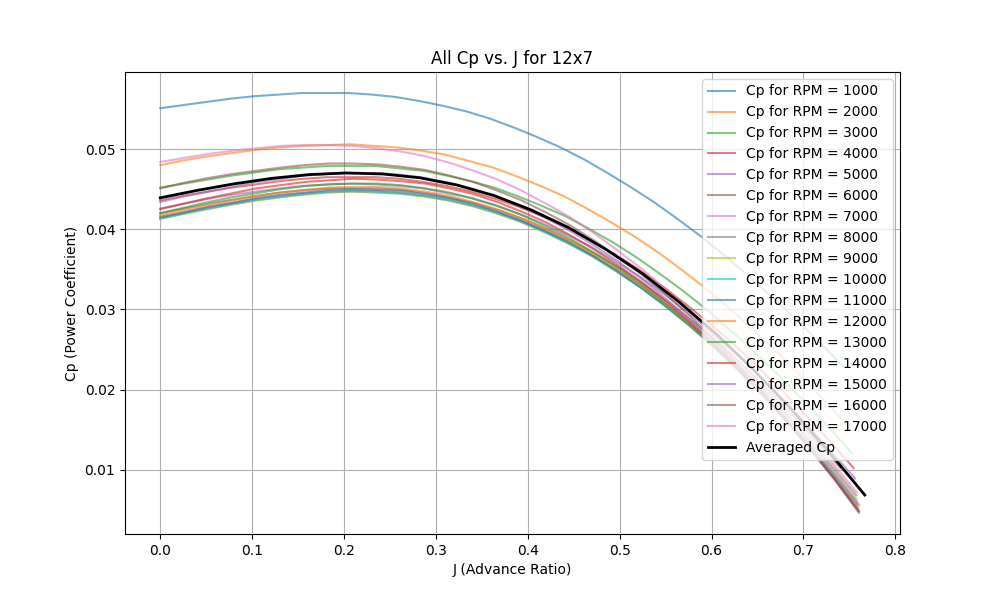 All Cp vs. J for 12x7
Cp (Power Coefficient)
0.05
0.04
0.03
0.02
0.01
0.0 0.1 0.2 0.3 0.4 0.5 0.6 0.7 0.8
J (Advance Ratio)
Cp for RPM = 1000
Cp for RPM = 2000
Cp for RPM = 3000
Cp for RPM = 4000
Cp for RPM = 5000
Cp for RPM = 6000
Cp for RPM = 7000
Cp for RPM = 8000
Cp for RPM = 9000
Cp for RPM = 10000
Cp for RPM = 11000
Cp for RPM = 12000
Cp for RPM = 13000
Cp for RPM = 14000
Cp for RPM = 15000
Cp for RPM = 16000
Cp for RPM = 17000
Averaged Cp